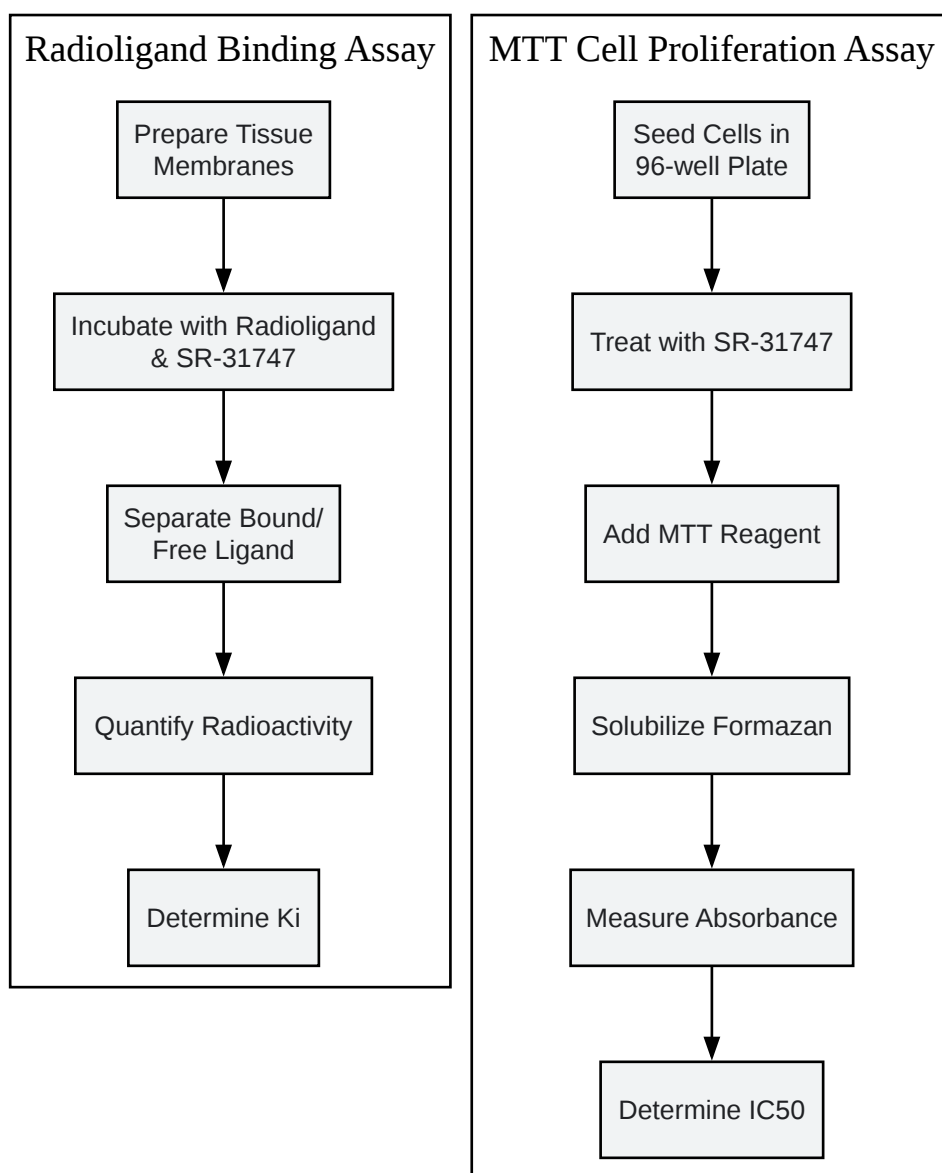 Radioligand Binding Assay
Prepare Tissue
Membranes
Incubate with Radioligand
& SR-31747
Separate Bound/
Free Ligand
Quantify Radioactivity
Determine Ki
MTT Cell Proliferation Assay
Seed Cells in
96-well Plate
Treat with SR-31747
Add MTT Reagent
Solubilize Formazan
Measure Absorbance
Determine IC50